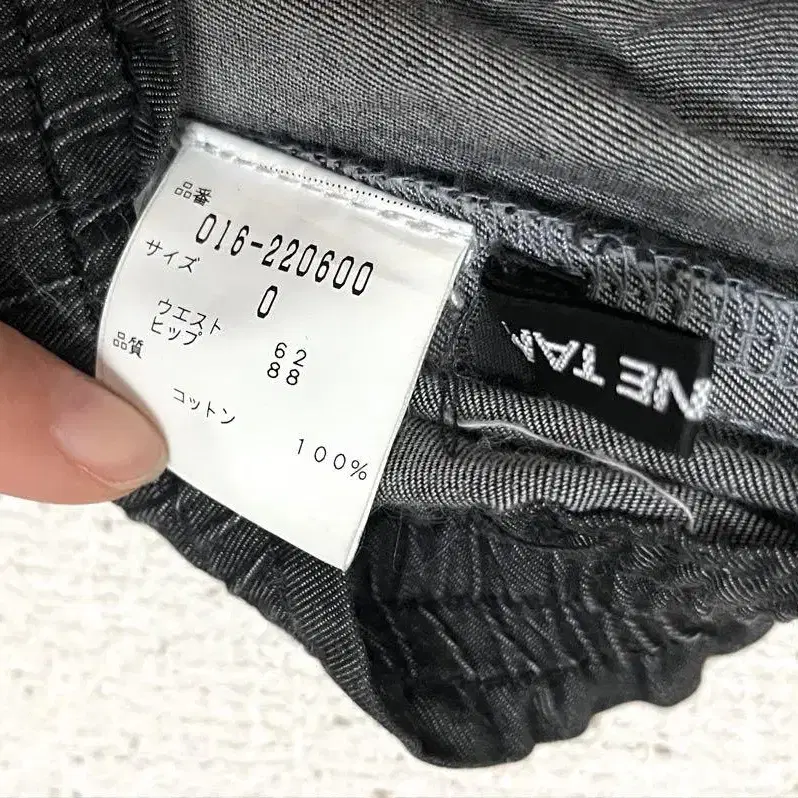 品番
016-220600
サイズ
0
ウエスト 62
ヒップ 88
品質
コットン 100%
NE TA